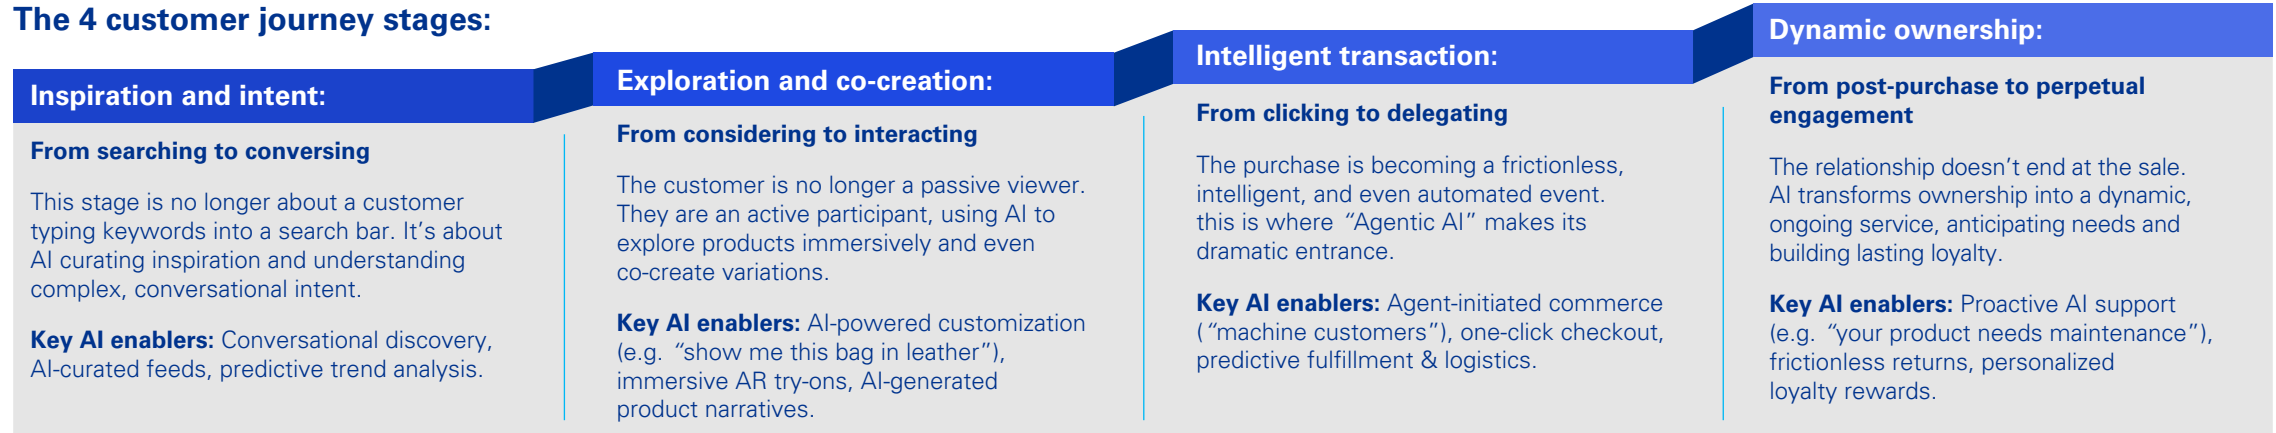 The 4 customer journey stages:
Inspiration and intent:
From searching to conversing
This stage is no longer about a customer
typing keywords into a search bar. It’s about
AI curating inspiration and understanding
complex, conversational intent.
Key AI enablers: Conversational discovery,
AI-curated feeds, predictive trend analysis.
Exploration and co-creation:
From considering to interacting
The customer is no longer a passive viewer.
They are an active participant, using AI to
explore products immersively and even
co-create variations.
Key AI enablers: AI-powered customization
(e.g. “show me this bag in leather”),
immersive AR try-ons, AI-generated
product narratives.
Intelligent transaction:
From clicking to delegating
The purchase is becoming a frictionless,
intelligent, and even automated event.
this is where “Agentic AI” makes its
dramatic entrance.
Key AI enablers: Agent-initiated commerce
(“machine customers”), one-click checkout,
predictive fulfillment & logistics.
Dynamic ownership:
From post-purchase to perpetual
engagement
The relationship doesn’t end at the sale.
AI transforms ownership into a dynamic,
ongoing service, anticipating needs and
building lasting loyalty.
Key AI enablers: Proactive AI support
(e.g. “your product needs maintenance”),
frictionless returns, personalized
loyalty rewards.